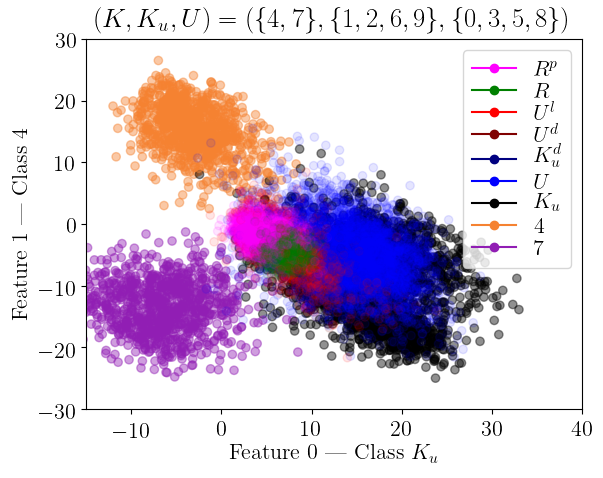 (K, K_u, U) = ({4, 7}, {1, 2, 6, 9}, {0, 3, 5, 8})
30
20
10
0
−10
−20
−30
Feature 1 — Class 4
R^p
R
U^l
U^d
K_u^d
U
K_u
4
7
−10
0
10
20
30
40
Feature 0 — Class K_u